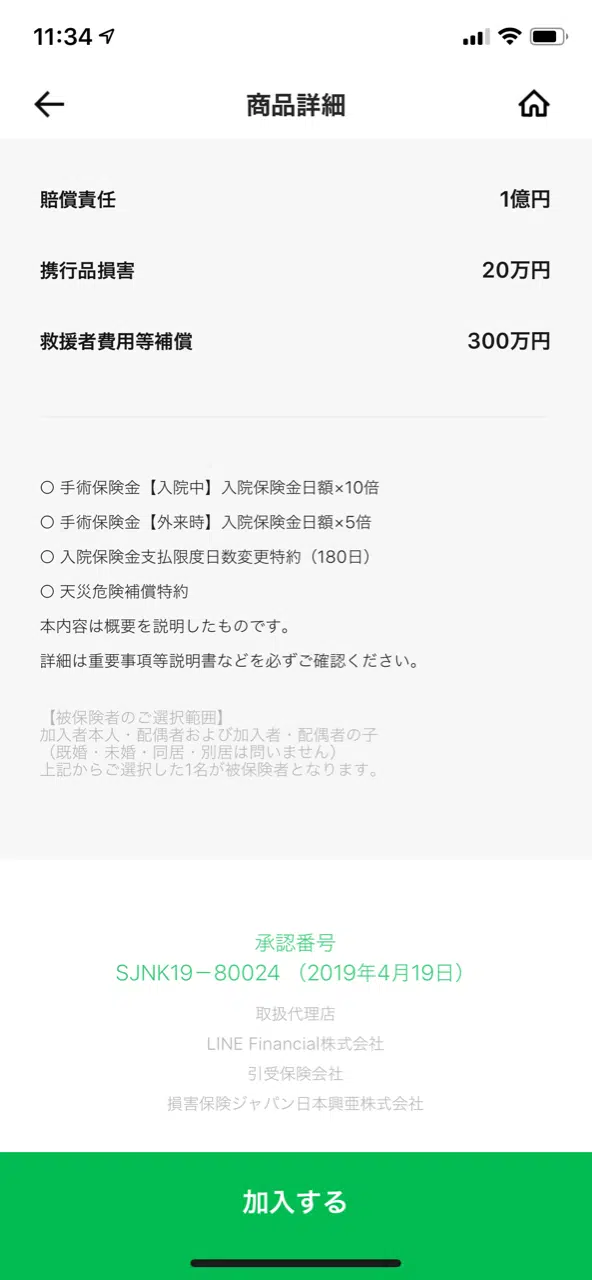 11:34
商品詳細
賠償責任 1億円
携行品損害 20万円
救援者費用等補償 300万円
○ 手術保険金【入院中】入院保険金日額×10倍
○ 手術保険金【外来時】入院保険金日額×5倍
○ 入院保険金支払限度日数変更特約（180日）
○ 天災危険補償特約
本内容は概要を説明したものです。
詳細は重要事項等説明書などを必ずご確認ください。
【被保険者のご選択範囲】
加入者本人・配偶者および加入者・配偶者の子
（既婚・未婚・同居・別居は問いません）
上記からご選択した1名が被保険者となります。
承認番号
SJNK19－80024 （2019年4月19日）
取扱代理店
LINE Financial株式会社
引受保険会社
損害保険ジャパン日本興亜株式会社
加入する